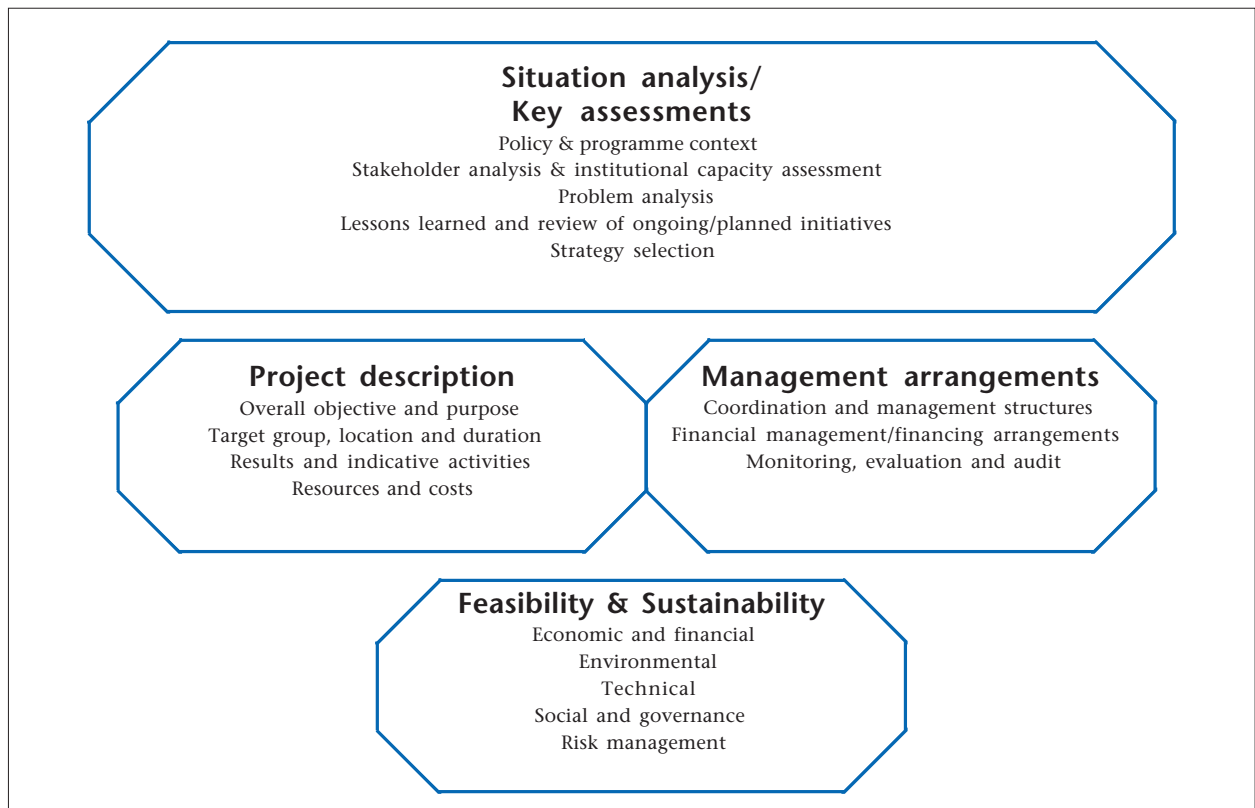 Situation analysis/
Key assessments
Policy & programme context
Stakeholder analysis & institutional capacity assessment
Problem analysis
Lessons learned and review of ongoing/planned initiatives
Strategy selection
Project description
Overall objective and purpose
Target group, location and duration
Results and indicative activities
Resources and costs
Management arrangements
Coordination and management structures
Financial management/financing arrangements
Monitoring, evaluation and audit
Feasibility & Sustainability
Economic and financial
Environmental
Technical
Social and governance
Risk management